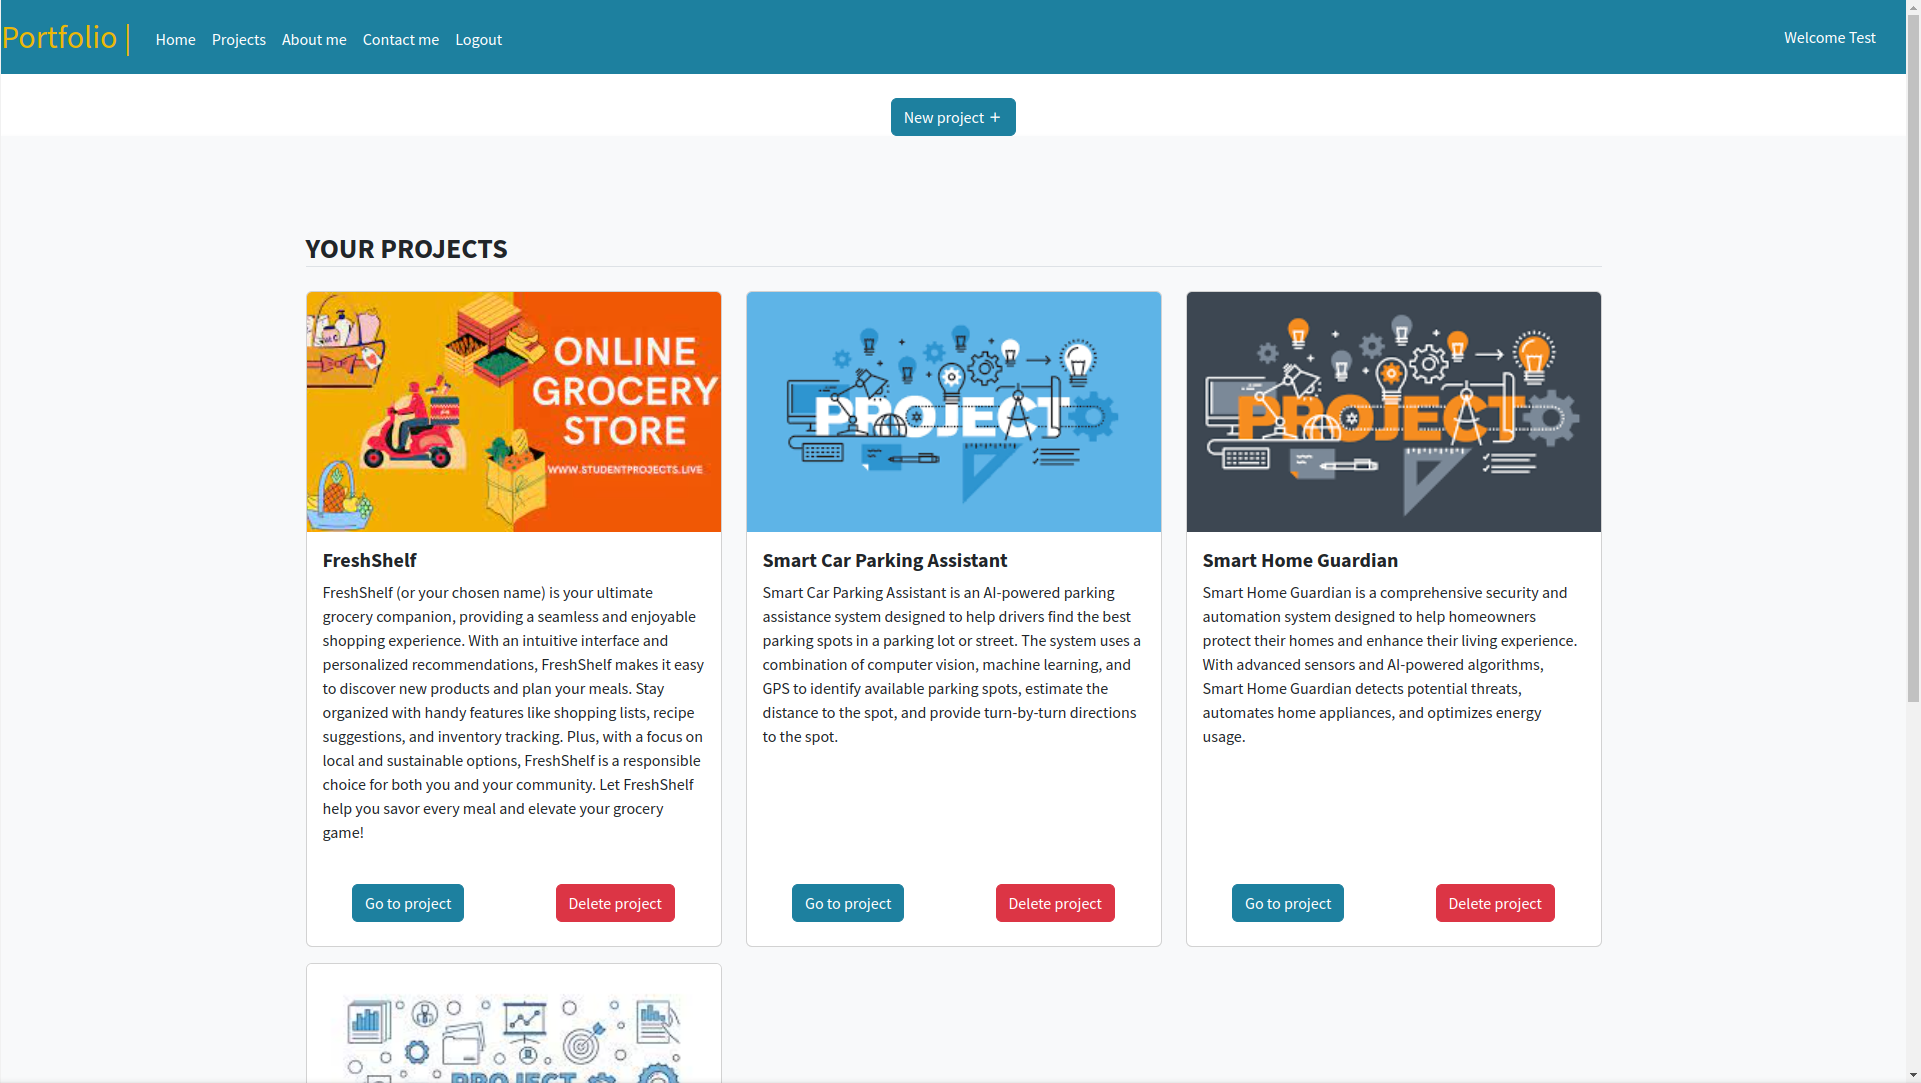 Portfolio |
Home Projects About me Contact me Logout
Welcome Test
New project +
YOUR PROJECTS
ONLINE
GROCERY
STORE
WWW.STUDENTPROJECTS.LIVE
PROJECT
PROJECT
FreshShelf
FreshShelf (or your chosen name) is your ultimate
grocery companion, providing a seamless and enjoyable
shopping experience. With an intuitive interface and
personalized recommendations, FreshShelf makes it easy
to discover new products and plan your meals. Stay
organized with handy features like shopping lists, recipe
suggestions, and inventory tracking. Plus, with a focus on
local and sustainable options, FreshShelf is a responsible
choice for both you and your community. Let FreshShelf
help you savor every meal and elevate your grocery
game!
Go to project Delete project
Smart Car Parking Assistant
Smart Car Parking Assistant is an AI-powered parking
assistance system designed to help drivers find the best
parking spots in a parking lot or street. The system uses a
combination of computer vision, machine learning, and
GPS to identify available parking spots, estimate the
distance to the spot, and provide turn-by-turn directions
to the spot.
Go to project Delete project
Smart Home Guardian
Smart Home Guardian is a comprehensive security and
automation system designed to help homeowners
protect their homes and enhance their living experience.
With advanced sensors and AI-powered algorithms,
Smart Home Guardian detects potential threats,
automates home appliances, and optimizes energy
usage.
Go to project Delete project
PROJECT